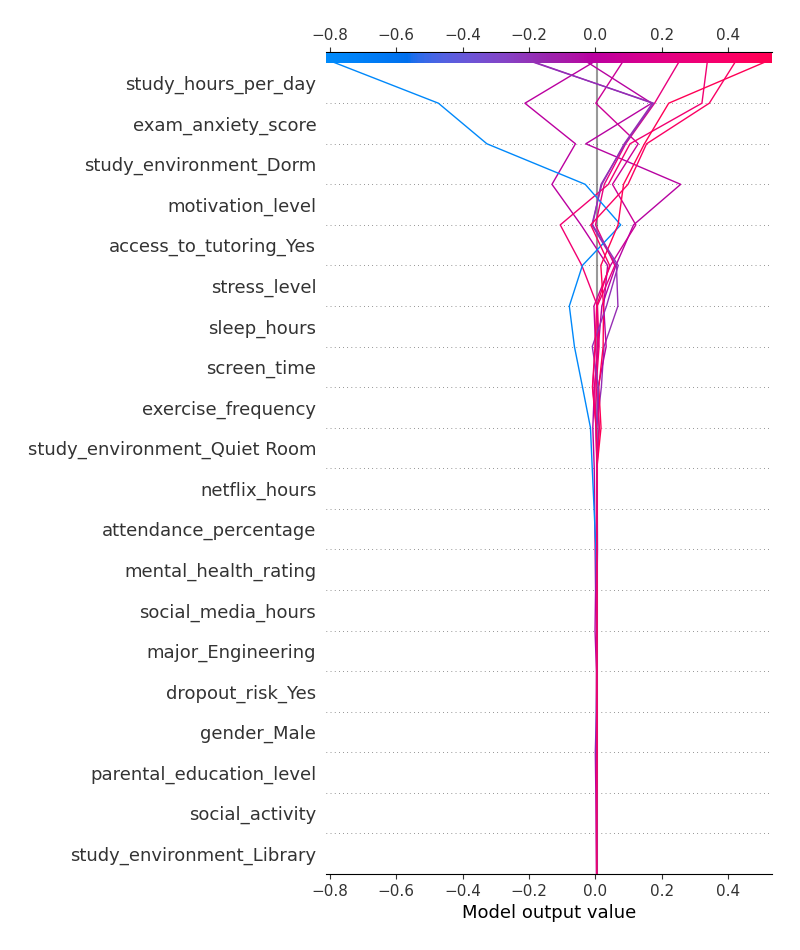 −0.8 −0.6 −0.4 −0.2 0.0 0.2 0.4
study_hours_per_day
exam_anxiety_score
study_environment_Dorm
motivation_level
access_to_tutoring_Yes
stress_level
sleep_hours
screen_time
exercise_frequency
study_environment_Quiet Room
netflix_hours
attendance_percentage
mental_health_rating
social_media_hours
major_Engineering
dropout_risk_Yes
gender_Male
parental_education_level
social_activity
study_environment_Library
−0.8 −0.6 −0.4 −0.2 0.0 0.2 0.4
Model output value